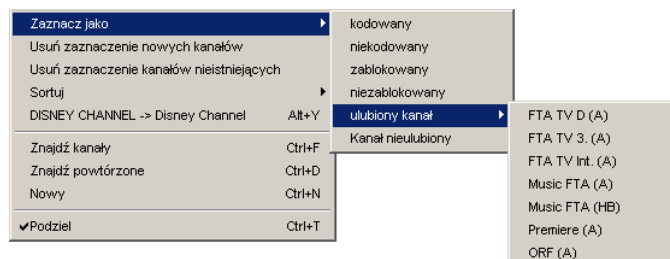 Zaznacz jako
Usuń zaznaczenie nowych kanałów
Usuń zaznaczenie kanałów nieistniejących
Sortuj
DISNEY CHANNEL -> Disney Channel Alt+Y
Znajdź kanały Ctrl+F
Znajdź powtórzone Ctrl+D
Nowy Ctrl+N
Podziel Ctrl+T
kodowany
niekodowany
zablokowany
niezablokowany
ulubiony kanał
Kanał nieulubiony
FTA TV D (A)
FTA TV 3. (A)
FTA TV Int. (A)
Music FTA (A)
Music FTA (HB)
Premiere (A)
ORF (A)